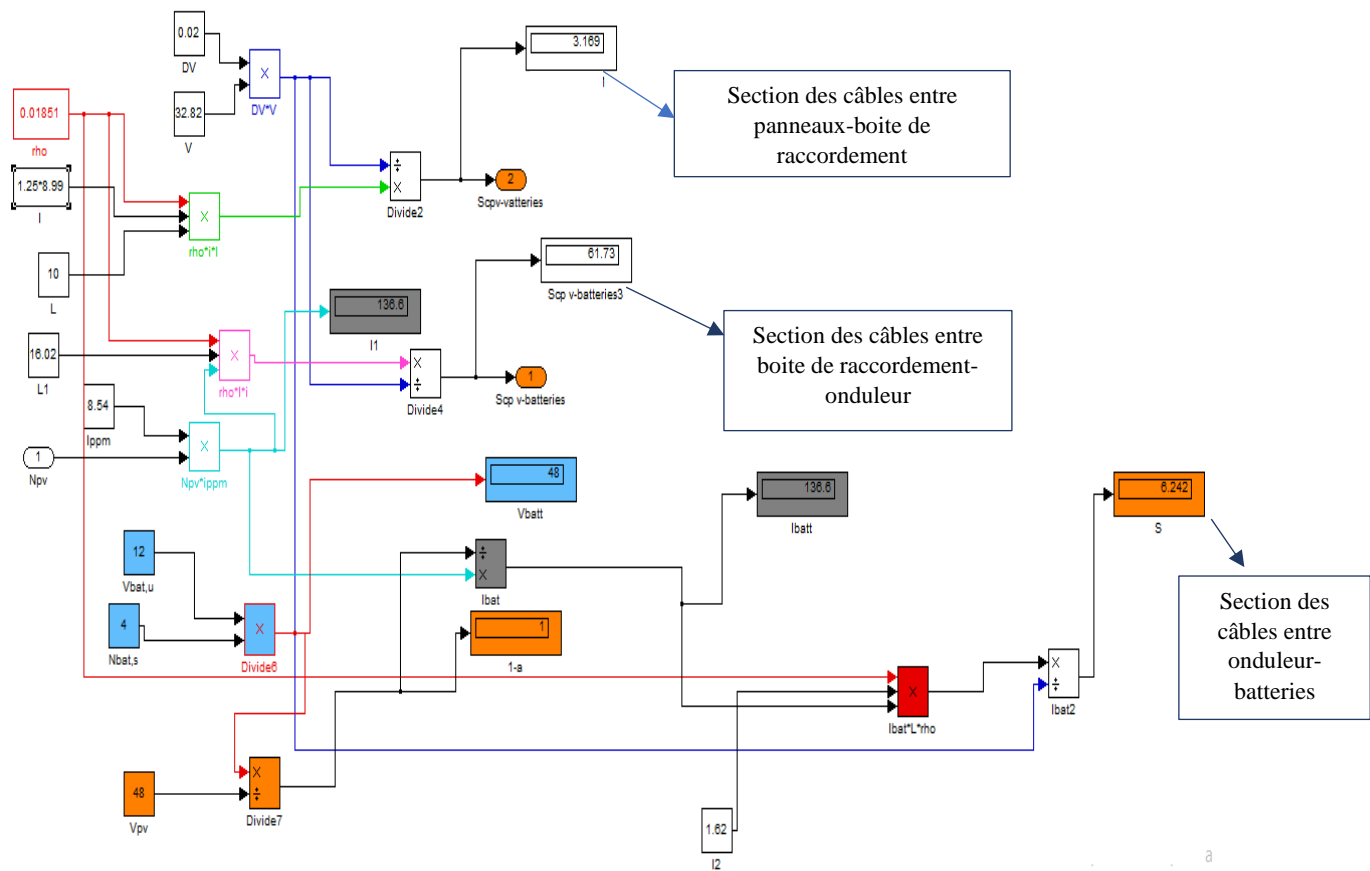 0.02
DV
×
DV*V
32.82
V
0.01851
rho
1.25*8.99
I
×
rho*i*l
10
L
÷
×
Divide2
3.169
I
Section des câbles entre
panneaux-boite de
raccordement
2
Scpv-vatteries
61.73
Scp v-batteries3
Section des câbles entre
boite de raccordement-
onduleur
136.6
I1
16.02
L1
×
rho*l*i
×
÷
Divide4
1
Scp v-batteries
8.54
Ippm
1
Npv
×
Npv*ippm
48
Vbatt
136.6
Ibatt
6.242
S
Section des
câbles entre
onduleur-
batteries
12
Vbat,u
4
Nbat,s
×
Divide6
÷
×
Ibat
1
1-a
×
Ibat*L*rho
×
÷
Ibat2
48
Vpv
×
÷
Divide7
1.62
l2
a